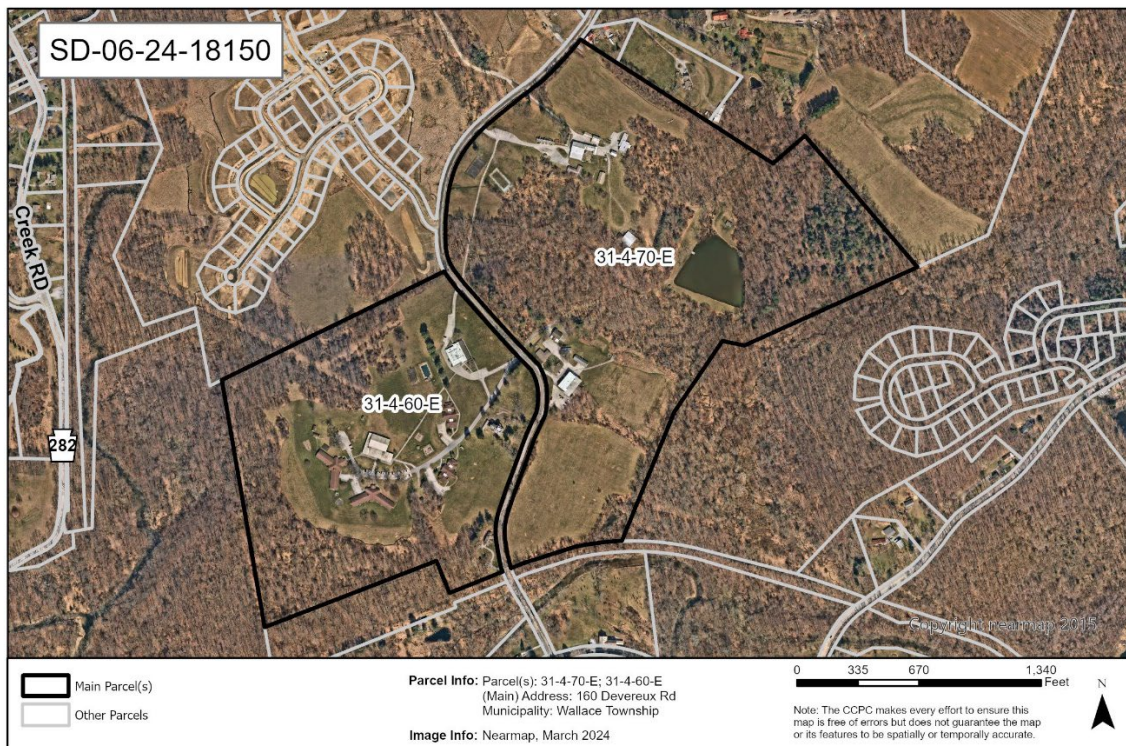 SD-06-24-18150
Creek RD
282
31-4-70-E
31-4-60-E
Copyright nearmap 2015
Main Parcel(s)
Other Parcels
Parcel Info: Parcel(s): 31-4-70-E; 31-4-60-E
(Main) Address: 160 Devereux Rd
Municipality: Wallace Township
Image Info: Nearmap, March 2024
0 335 670 1,340
Feet
Note: The CCPC makes every effort to ensure this
map is free of errors but does not guarantee the map
or its features to be spatially or temporally accurate.
N